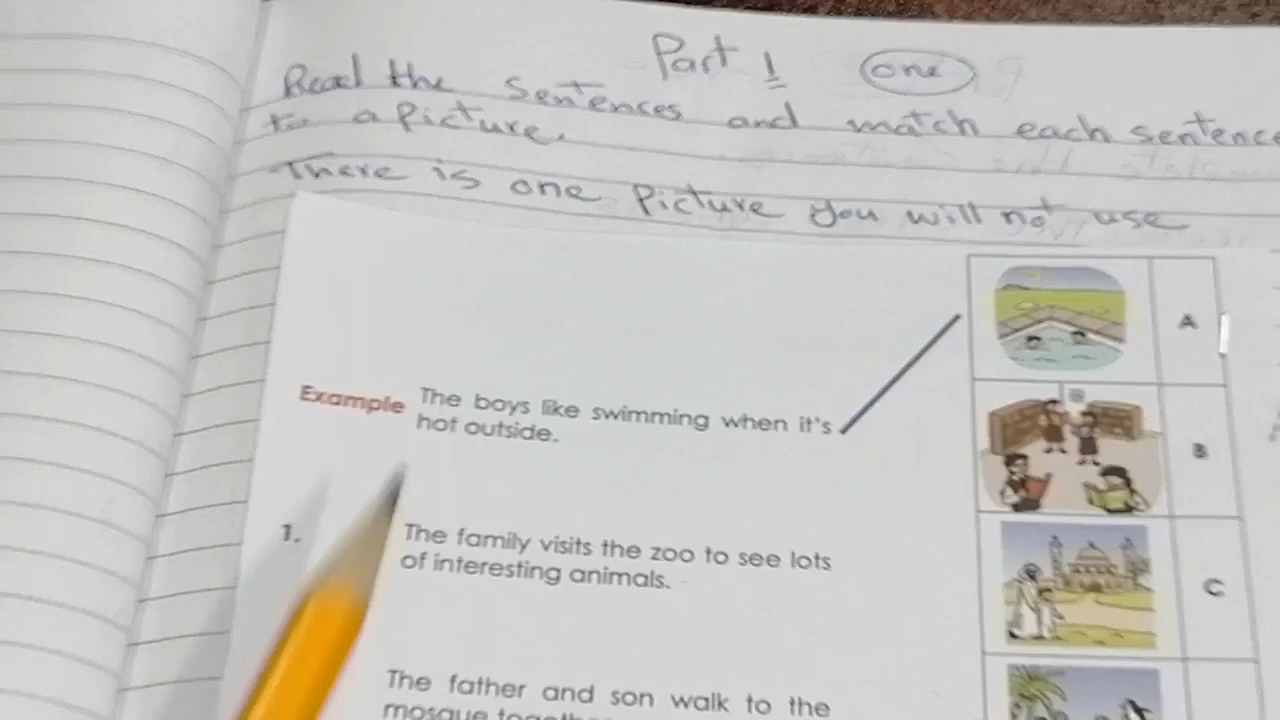 Part 1 one
Read the sentences and match each sentence
to a picture.
There is one picture you will not use
A
Example The boys like swimming when it's
hot outside.
B
1. The family visits the zoo to see lots
of interesting animals.
C
The father and son walk to the
mosque together